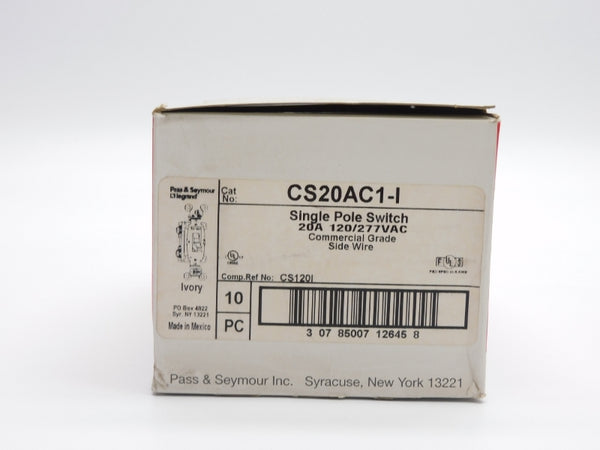 Pass & Seymour
legrand
Cat
No:
CS20AC1-I
Single Pole Switch
20A 120/277VAC
Commercial Grade
Side Wire
Ivory
PO Box 4822
Syr. NY 13221
Made in Mexico
Comp.Ref No: CS120I
10
PC
3 07 85007 12645 8
Pass & Seymour Inc. Syracuse, New York 13221